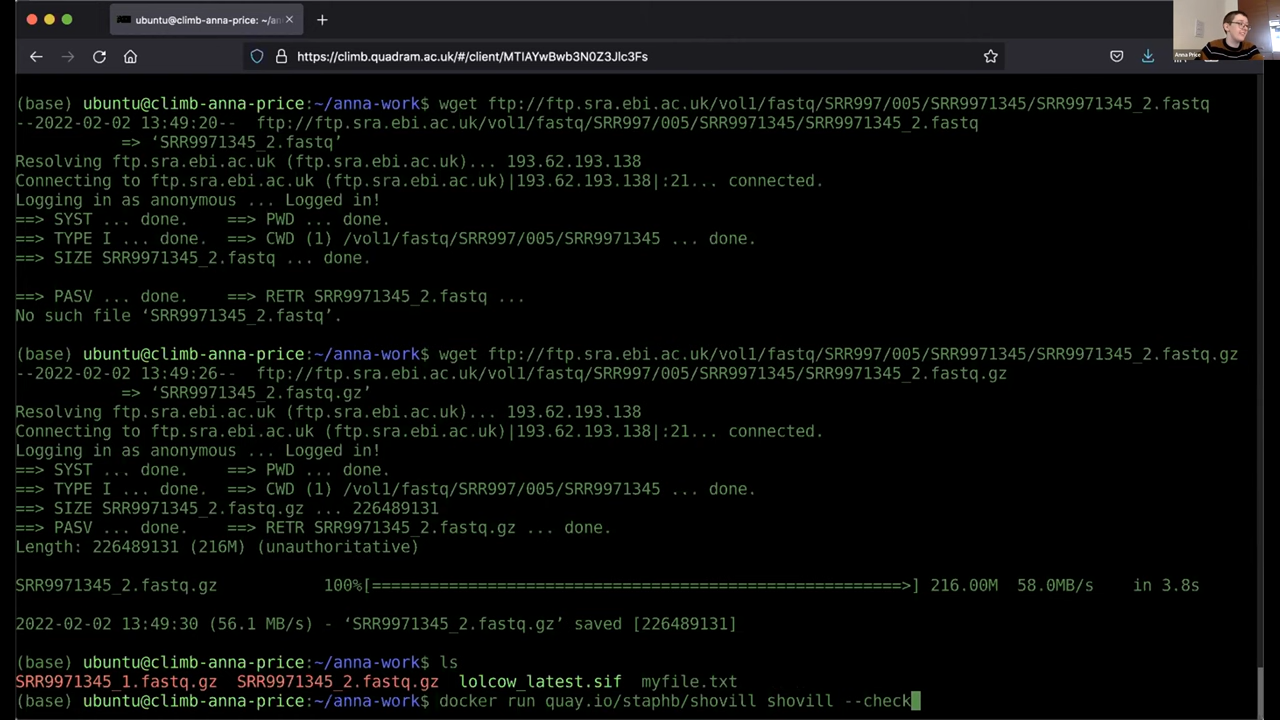 ubuntu@climb-anna-price: ~/an
https://climb.quadram.ac.uk/#/client/MTIAYwBwb3N0Z3Jlc3Fs
Anna Price
(base) ubuntu@climb-anna-price:~/anna-work$ wget ftp://ftp.sra.ebi.ac.uk/vol1/fastq/SRR997/005/SRR9971345/SRR9971345_2.fastq
--2022-02-02 13:49:20--  ftp://ftp.sra.ebi.ac.uk/vol1/fastq/SRR997/005/SRR9971345/SRR9971345_2.fastq
=> ‘SRR9971345_2.fastq’
Resolving ftp.sra.ebi.ac.uk (ftp.sra.ebi.ac.uk)... 193.62.193.138
Connecting to ftp.sra.ebi.ac.uk (ftp.sra.ebi.ac.uk)|193.62.193.138|:21... connected.
Logging in as anonymous ... Logged in!
==> SYST ... done.    ==> PWD ... done.
==> TYPE I ... done.  ==> CWD (1) /vol1/fastq/SRR997/005/SRR9971345 ... done.
==> SIZE SRR9971345_2.fastq ... done.
==> PASV ... done.    ==> RETR SRR9971345_2.fastq ...
No such file ‘SRR9971345_2.fastq’.
(base) ubuntu@climb-anna-price:~/anna-work$ wget ftp://ftp.sra.ebi.ac.uk/vol1/fastq/SRR997/005/SRR9971345/SRR9971345_2.fastq.gz
--2022-02-02 13:49:26--  ftp://ftp.sra.ebi.ac.uk/vol1/fastq/SRR997/005/SRR9971345/SRR9971345_2.fastq.gz
=> ‘SRR9971345_2.fastq.gz’
Resolving ftp.sra.ebi.ac.uk (ftp.sra.ebi.ac.uk)... 193.62.193.138
Connecting to ftp.sra.ebi.ac.uk (ftp.sra.ebi.ac.uk)|193.62.193.138|:21... connected.
Logging in as anonymous ... Logged in!
==> SYST ... done.    ==> PWD ... done.
==> TYPE I ... done.  ==> CWD (1) /vol1/fastq/SRR997/005/SRR9971345 ... done.
==> SIZE SRR9971345_2.fastq.gz ... 226489131
==> PASV ... done.    ==> RETR SRR9971345_2.fastq.gz ... done.
Length: 226489131 (216M) (unauthoritative)
SRR9971345_2.fastq.gz         100%[=======================================================>] 216.00M  58.0MB/s    in 3.8s
2022-02-02 13:49:30 (56.1 MB/s) - ‘SRR9971345_2.fastq.gz’ saved [226489131]
(base) ubuntu@climb-anna-price:~/anna-work$ ls
SRR9971345_1.fastq.gz  SRR9971345_2.fastq.gz  lolcow_latest.sif  myfile.txt
(base) ubuntu@climb-anna-price:~/anna-work$ docker run quay.io/staphb/shovill shovill --check